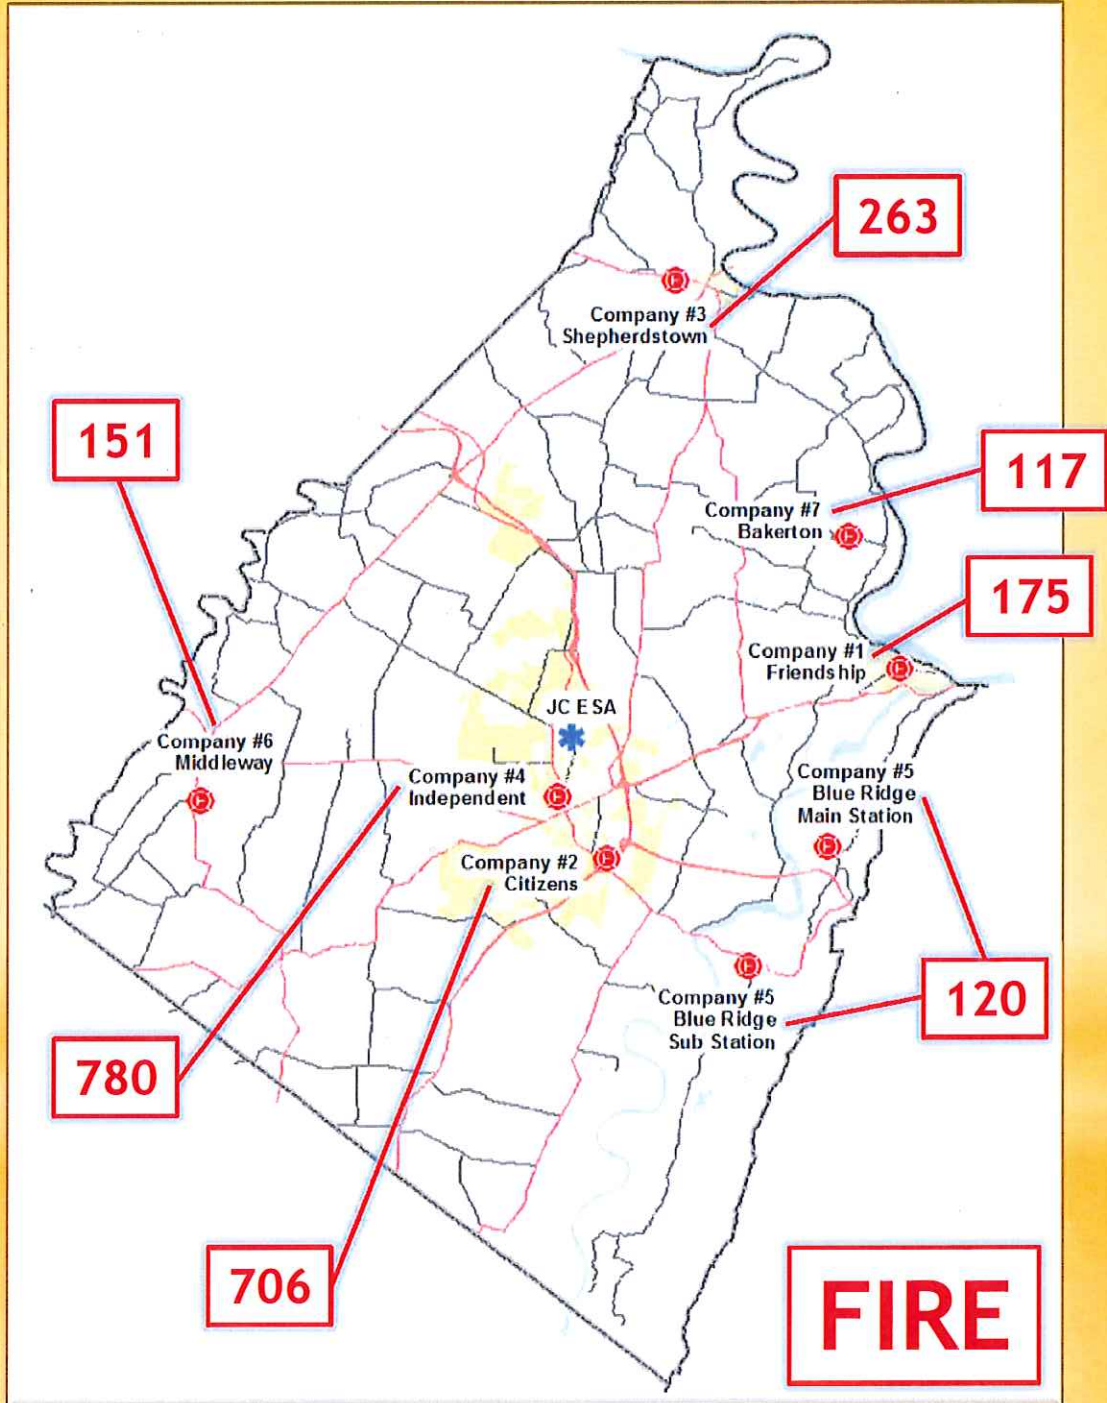 263
Company #3
Shepherdstown
151
117
Company #7
Bakerton
175
Company #1
Friendship
JC ESA
Company #6
Middleway
Company #4
Independent
Company #5
Blue Ridge
Main Station
Company #2
Citizens
120
Company #5
Blue Ridge
Sub Station
780
706
FIRE